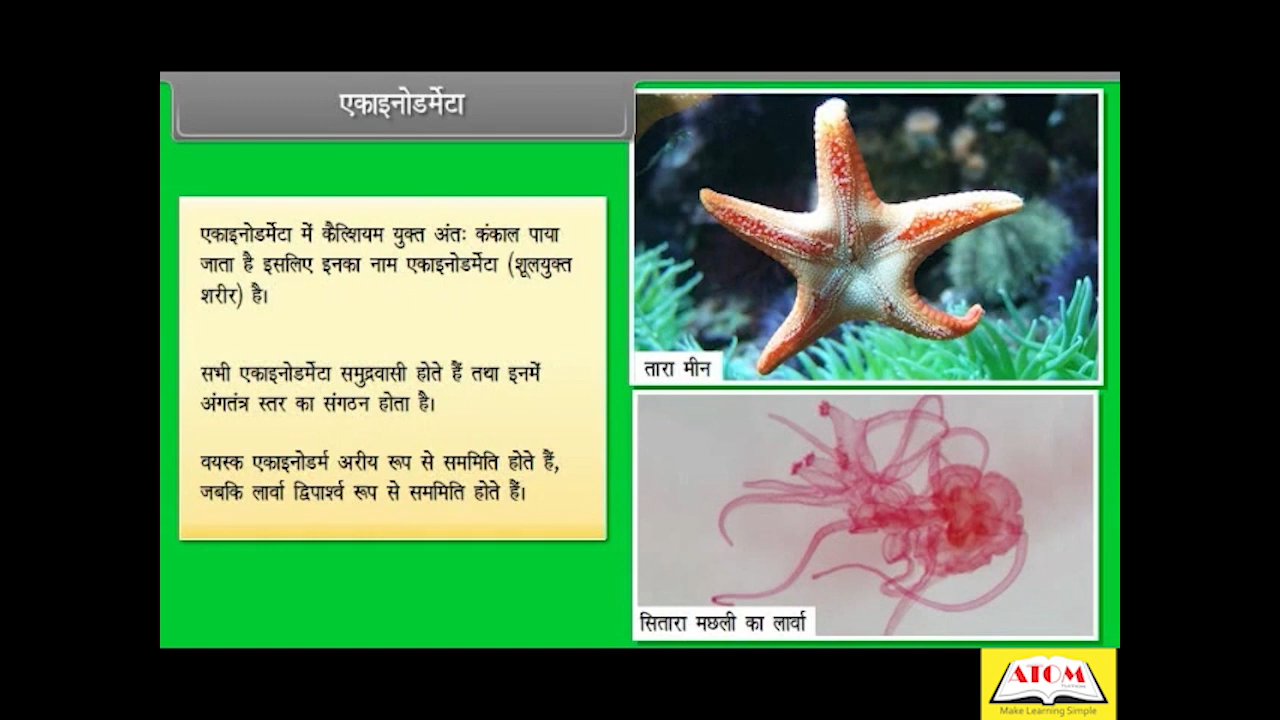 एकाइनोडर्मेटा
एकाइनोडर्मेटा में कैल्शियम युक्त अंतः कंकाल पाया
जाता है इसलिए इनका नाम एकाइनोडर्मेटा (शूलयुक्त
शरीर) है।
सभी एकाइनोडर्मेटा समुद्रवासी होते हैं तथा इनमें
अंगतंत्र स्तर का संगठन होता है।
वयस्क एकाइनोडर्म अरीय रूप से सममिति होते हैं,
जबकि लार्वा द्विपार्श्व रूप से सममिति होते हैं।
तारा मीन
सितारा मछली का लार्वा
ATOM
Make Learning Simple